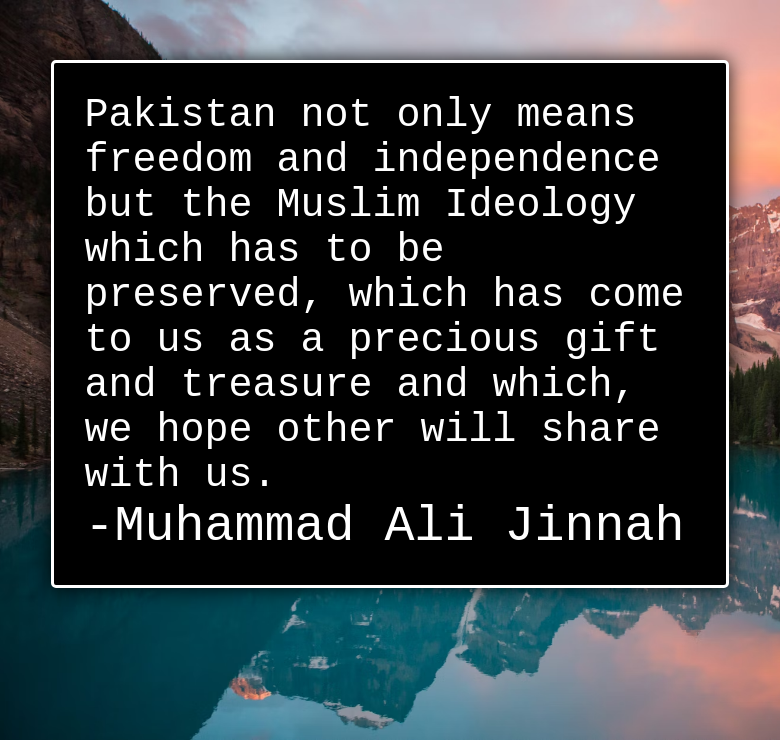 Pakistan not only means
freedom and independence
but the Muslim Ideology
which has to be
preserved, which has come
to us as a precious gift
and treasure and which,
we hope other will share
with us.
-Muhammad Ali Jinnah